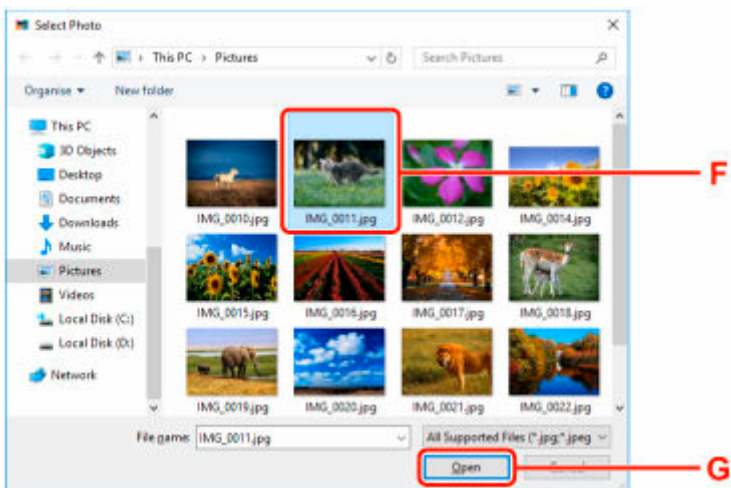 Select Photo
This PC › Pictures
Search Pictures
Organise
New folder
This PC
3D Objects
Desktop
Documents
Downloads
Music
Pictures
Videos
Local Disk (C:)
Local Disk (D:)
Network
IMG_0010.jpg
IMG_0011.jpg
IMG_0012.jpg
IMG_0014.jpg
IMG_0015.jpg
IMG_0016.jpg
IMG_0017.jpg
IMG_0018.jpg
IMG_0019.jpg
IMG_0020.jpg
IMG_0021.jpg
IMG_0022.jpg
F
File name: IMG_0011.jpg
All Supported Files (*.jpg;*.jpeg
Open
G